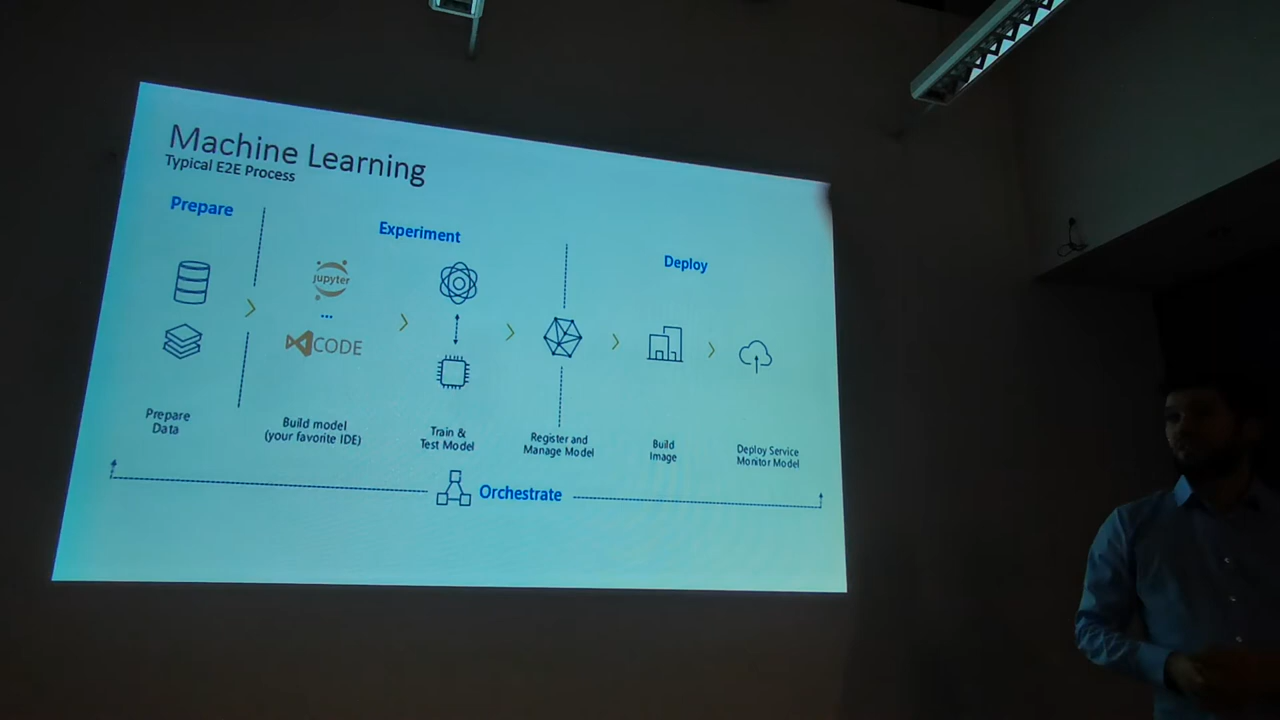 Machine Learning
Typical E2E Process
Prepare
Experiment
Deploy
jupyter
...
CODE
Prepare
Data
Build model
(your favorite IDE)
Train &
Test Model
Register and
Manage Model
Build
Image
Deploy Service
Monitor Model
Orchestrate